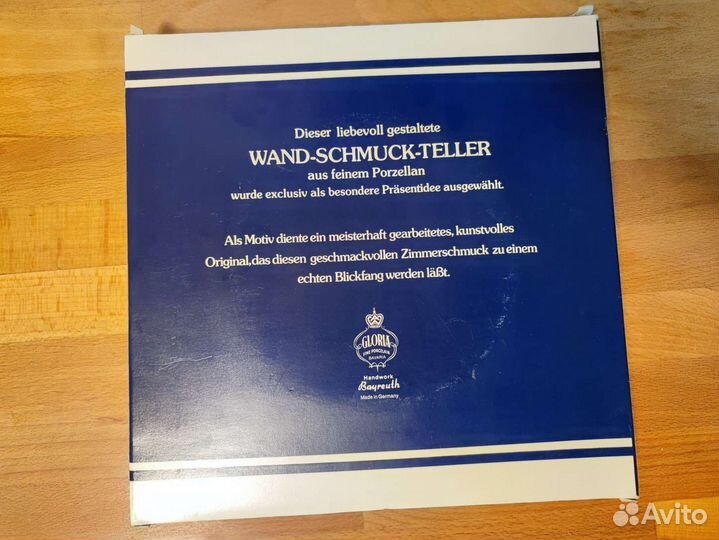 Dieser liebevoll gestaltete
WAND-SCHMUCK-TELLER
aus feinem Porzellan
wurde exclusiv als besondere Präsentidee ausgewählt.
Als Motiv diente ein meisterhaft gearbeitetes, kunstvolles
Original, das diesen geschmackvollen Zimmerschmuck zu einem
echten Blickfang werden läßt.
GLORIA
FINE PORCELAIN
BAVARIA
Handwork
Bayreuth
Made in Germany
Avito